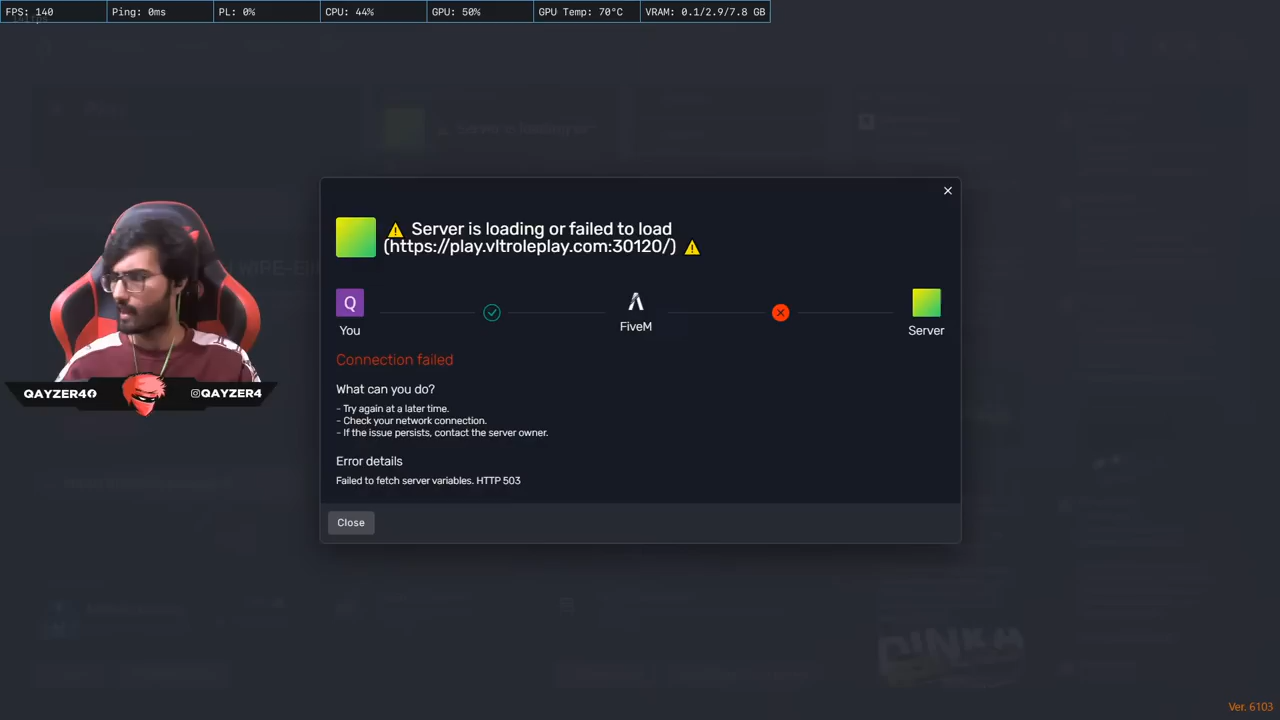 FPS: 140
Ping: 0ms
PL: 0%
CPU: 44%
GPU: 50%
GPU Temp: 70°C
VRAM: 0.1/2.9/7.8 GB
⚠ Server is loading or failed to load
(https://play.vltroleplay.com:30120/) ⚠
Q
You
FiveM
Server
Connection failed
What can you do?
- Try again at a later time.
- Check your network connection.
- If the issue persists, contact the server owner.
Error details
Failed to fetch server variables. HTTP 503
Close
QAYZER4
QAYZER4
Ver. 6103